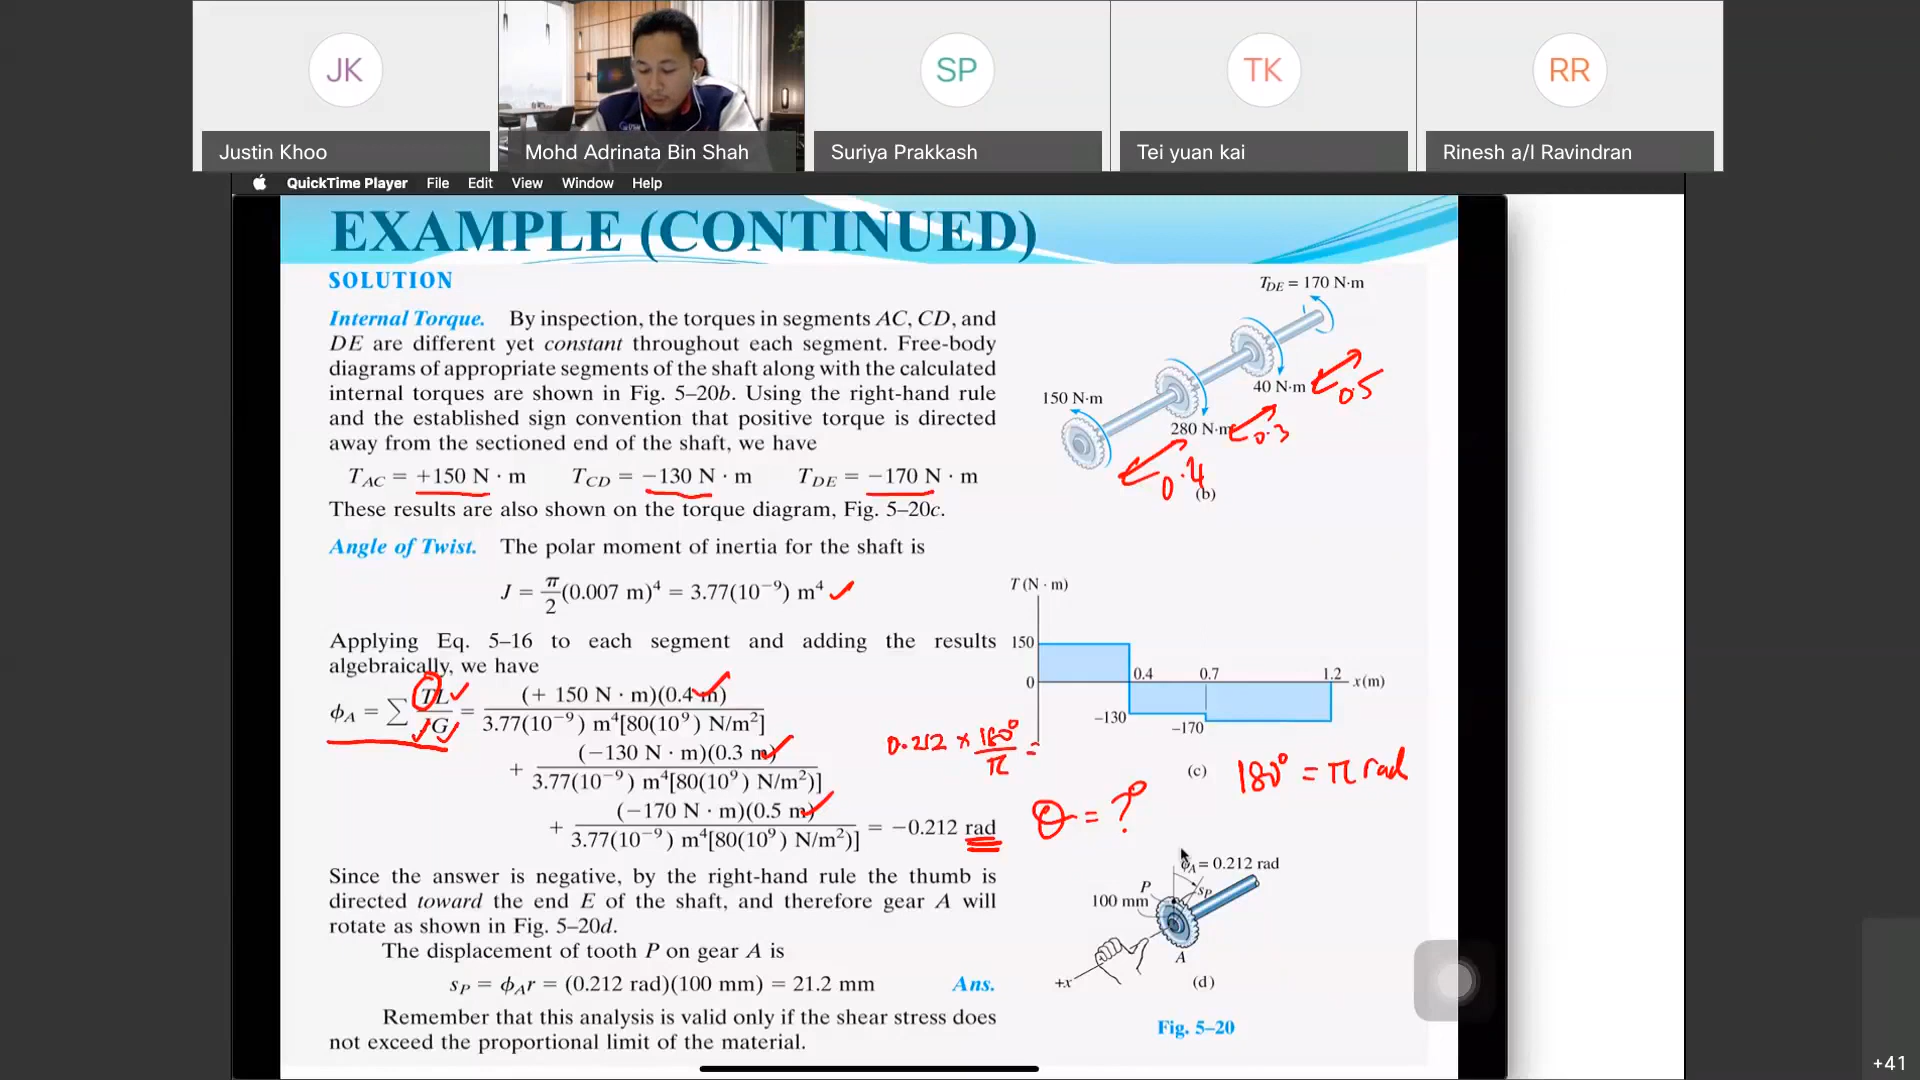 JK
SP
TK
RR
Justin Khoo
Mohd Adrinata Bin Shah
Suriya Prakkash
Tei yuan kai
Rinesh a/l Ravindran
QuickTime Player File Edit View Window Help
EXAMPLE (CONTINUED)
SOLUTION
Internal Torque. By inspection, the torques in segments AC, CD, and
DE are different yet constant throughout each segment. Free-body
diagrams of appropriate segments of the shaft along with the calculated
internal torques are shown in Fig. 5–20b. Using the right-hand rule
and the established sign convention that positive torque is directed
away from the sectioned end of the shaft, we have
T_AC = +150 N · m T_CD = −130 N · m T_DE = −170 N · m
These results are also shown on the torque diagram, Fig. 5–20c.
Angle of Twist. The polar moment of inertia for the shaft is
J = π/2 (0.007 m)⁴ = 3.77(10⁻⁹) m⁴
Applying Eq. 5–16 to each segment and adding the results
algebraically, we have
ϕ_A = ∑ TL/JG = (+ 150 N · m)(0.4 m) / 3.77(10⁻⁹) m⁴[80(10⁹) N/m²]
+ (−130 N · m)(0.3 m) / 3.77(10⁻⁹) m⁴[80(10⁹) N/m²)]
+ (−170 N · m)(0.5 m) / 3.77(10⁻⁹) m⁴[80(10⁹) N/m²)] = −0.212 rad
Since the answer is negative, by the right-hand rule the thumb is
directed toward the end E of the shaft, and therefore gear A will
rotate as shown in Fig. 5–20d.
The displacement of tooth P on gear A is
s_P = ϕ_A r = (0.212 rad)(100 mm) = 21.2 mm Ans.
Remember that this analysis is valid only if the shear stress does
not exceed the proportional limit of the material.
T_DE = 170 N·m
40 N·m
0.5
150 N·m
280 N·m
0.3
0.4
(b)
T (N · m)
150
0
0.4
0.7
1.2
x(m)
−130
−170
(c)
0.212 × 180°/π =
180° = π rad
θ = ?°
ϕ_A = 0.212 rad
P
s_P
100 mm
A
+x
(d)
Fig. 5–20
+41